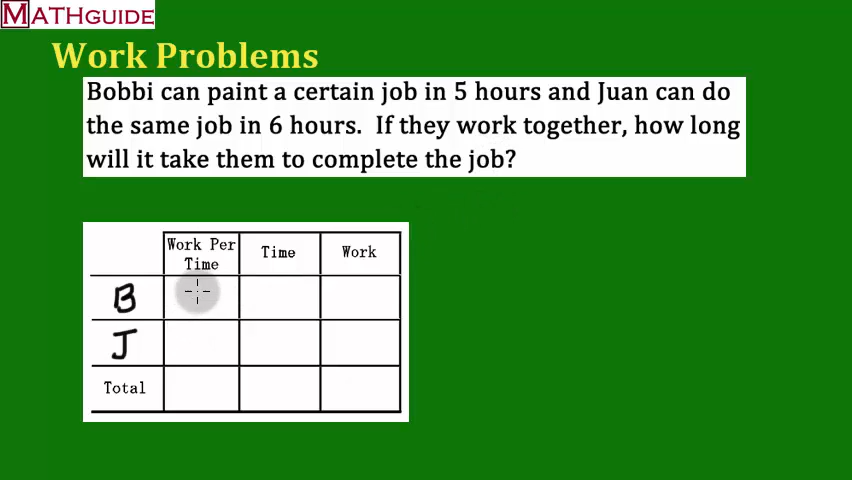 MATHGUIDE
Work Problems
Bobbi can paint a certain job in 5 hours and Juan can do
the same job in 6 hours. If they work together, how long
will it take them to complete the job?
Work Per
Time
Time
Work
B
J
Total